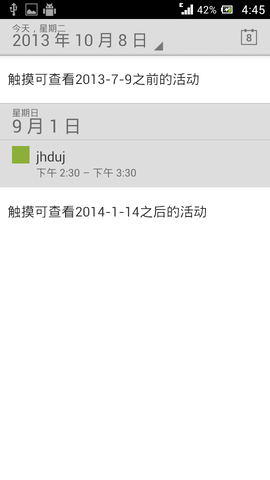 42% 4:45
今天，星期二
2013 年 10 月 8 日
8
触摸可查看2013-7-9之前的活动
星期日
9 月 1 日
jhduj
下午 2:30 – 下午 3:30
触摸可查看2014-1-14之后的活动